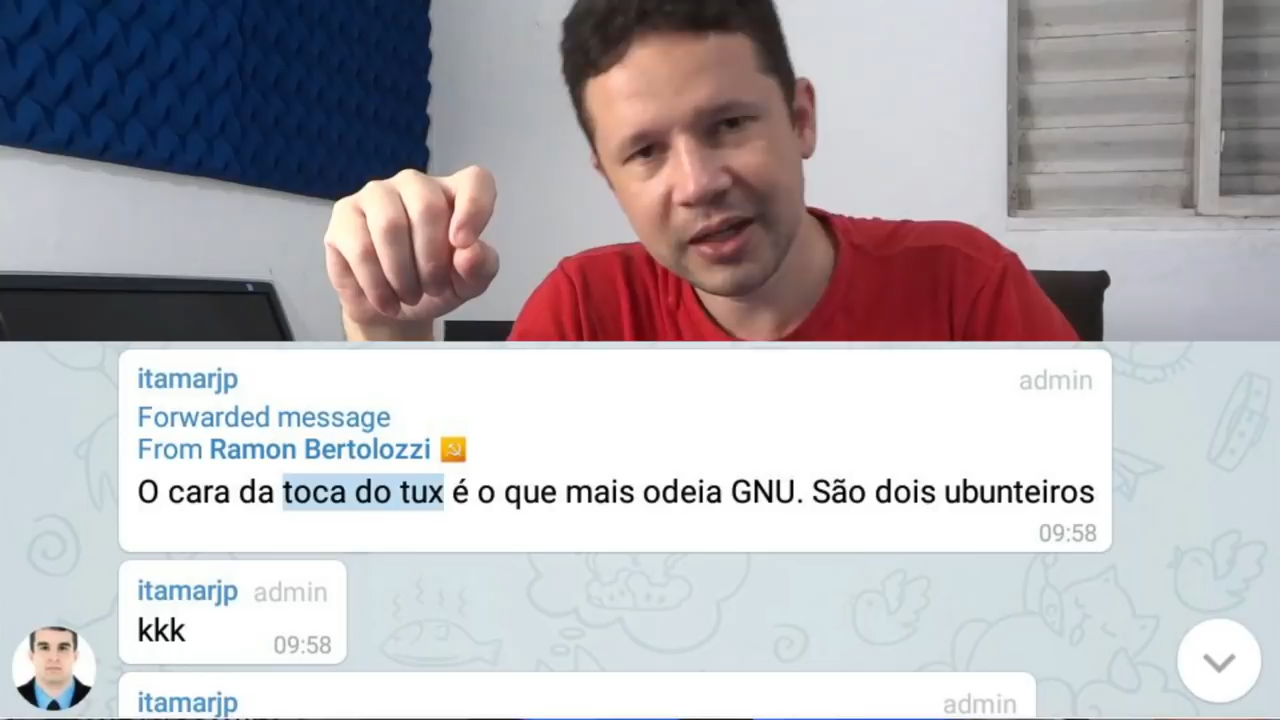 itamarjp admin
Forwarded message
From Ramon Bertolozzi
O cara da toca do tux é o que mais odeia GNU. São dois ubunteiros
09:58
itamarjp admin
kkk 09:58
itamarjp admin